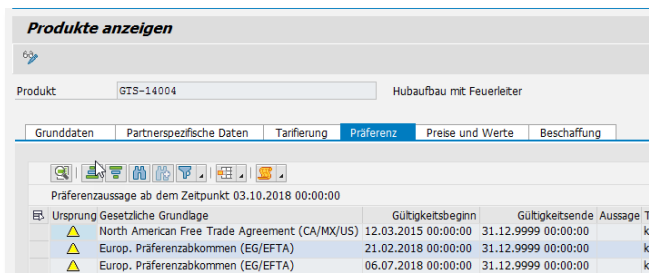 Produkte anzeigen
Produkt GTS-14004 Hubaufbau mit Feuerleiter
Grunddaten Partnerspezifische Daten Tarifierung Präferenz Preise und Werte Beschaffung
Präferenzaussage ab dem Zeitpunkt 03.10.2018 00:00:00
Ursprung Gesetzliche Grundlage Gültigkeitsbeginn Gültigkeitsende Aussage T
North American Free Trade Agreement (CA/MX/US) 12.03.2015 00:00:00 31.12.9999 00:00:00 k
Europ. Präferenzabkommen (EG/EFTA) 21.02.2018 00:00:00 31.12.9999 00:00:00 k
Europ. Präferenzabkommen (EG/EFTA) 06.07.2018 00:00:00 31.12.9999 00:00:00 k